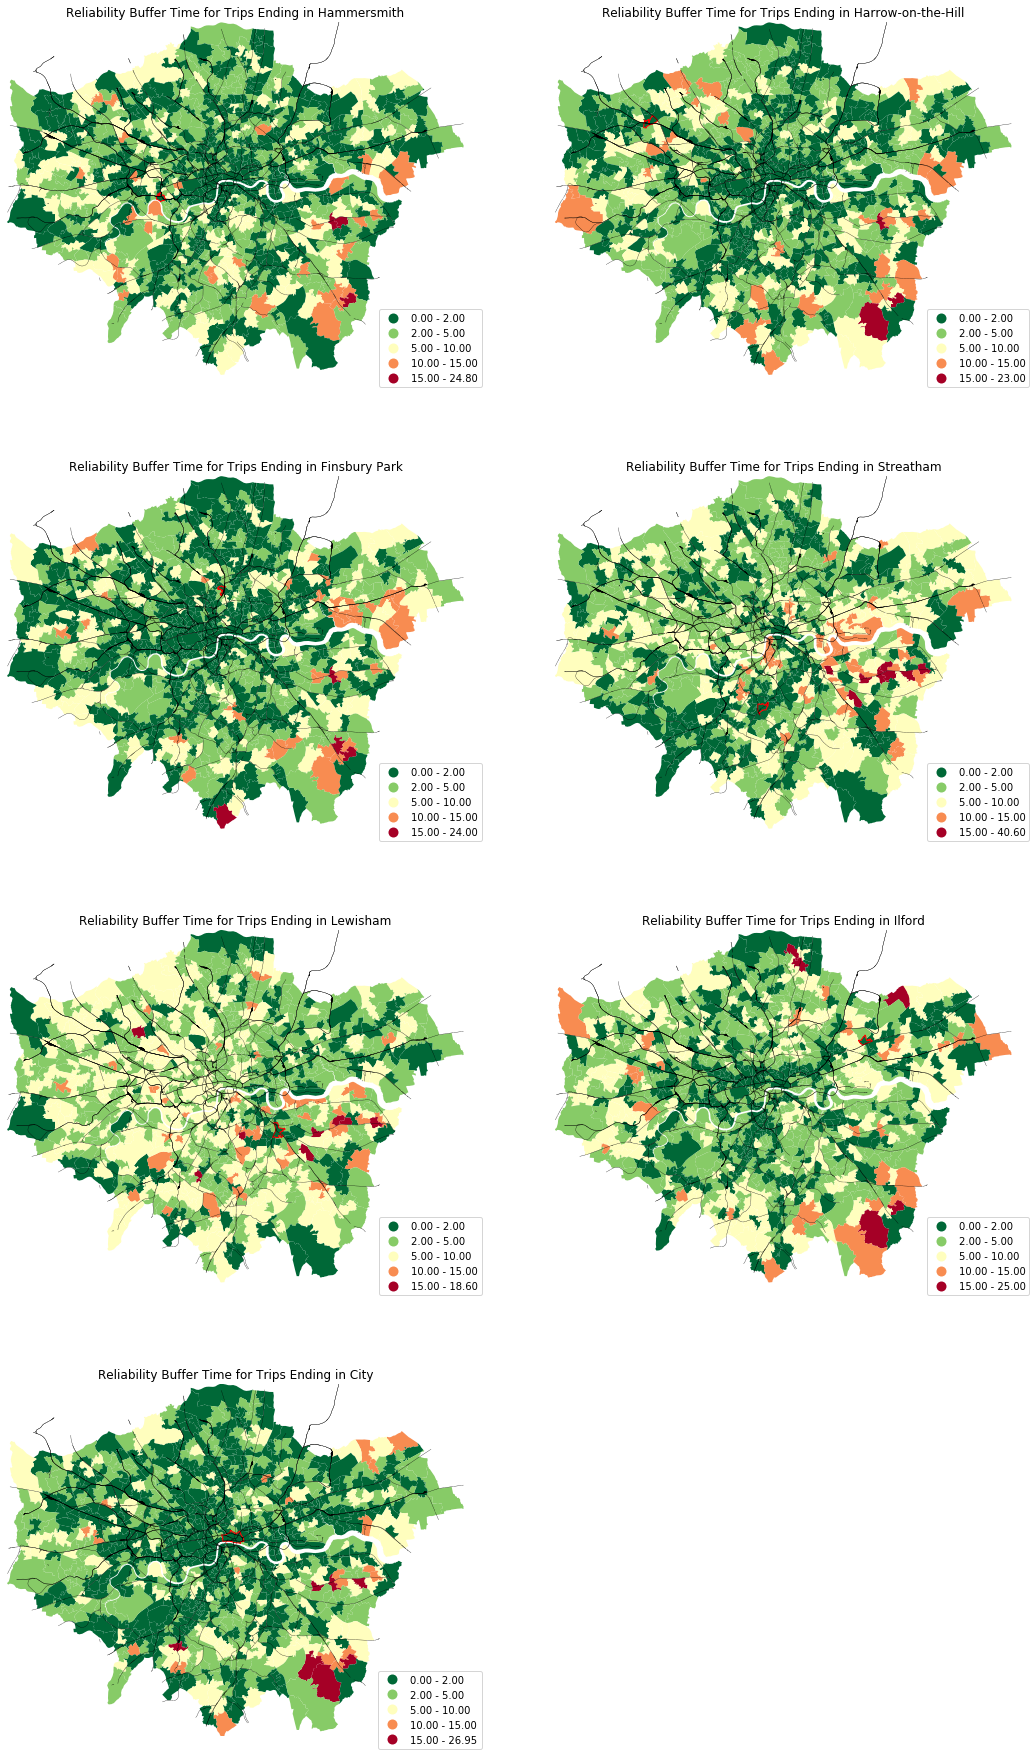 Reliability Buffer Time for Trips Ending in Hammersmith
0.00 - 2.00
2.00 - 5.00
5.00 - 10.00
10.00 - 15.00
15.00 - 24.80
Reliability Buffer Time for Trips Ending in Harrow-on-the-Hill
0.00 - 2.00
2.00 - 5.00
5.00 - 10.00
10.00 - 15.00
15.00 - 23.00
Reliability Buffer Time for Trips Ending in Finsbury Park
0.00 - 2.00
2.00 - 5.00
5.00 - 10.00
10.00 - 15.00
15.00 - 24.00
Reliability Buffer Time for Trips Ending in Streatham
0.00 - 2.00
2.00 - 5.00
5.00 - 10.00
10.00 - 15.00
15.00 - 40.60
Reliability Buffer Time for Trips Ending in Lewisham
0.00 - 2.00
2.00 - 5.00
5.00 - 10.00
10.00 - 15.00
15.00 - 18.60
Reliability Buffer Time for Trips Ending in Ilford
0.00 - 2.00
2.00 - 5.00
5.00 - 10.00
10.00 - 15.00
15.00 - 25.00
Reliability Buffer Time for Trips Ending in City
0.00 - 2.00
2.00 - 5.00
5.00 - 10.00
10.00 - 15.00
15.00 - 26.95